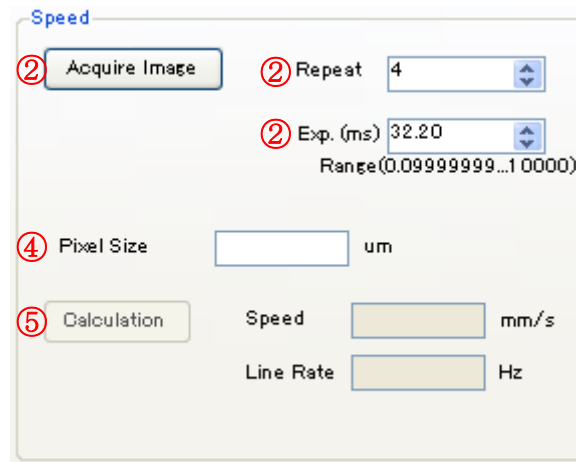 Speed
② Acquire Image ② Repeat 4
② Exp. (ms) 32.20
Range(0.09999999...10000)
④ Pixel Size um
⑤ Calculation Speed mm/s
Line Rate Hz